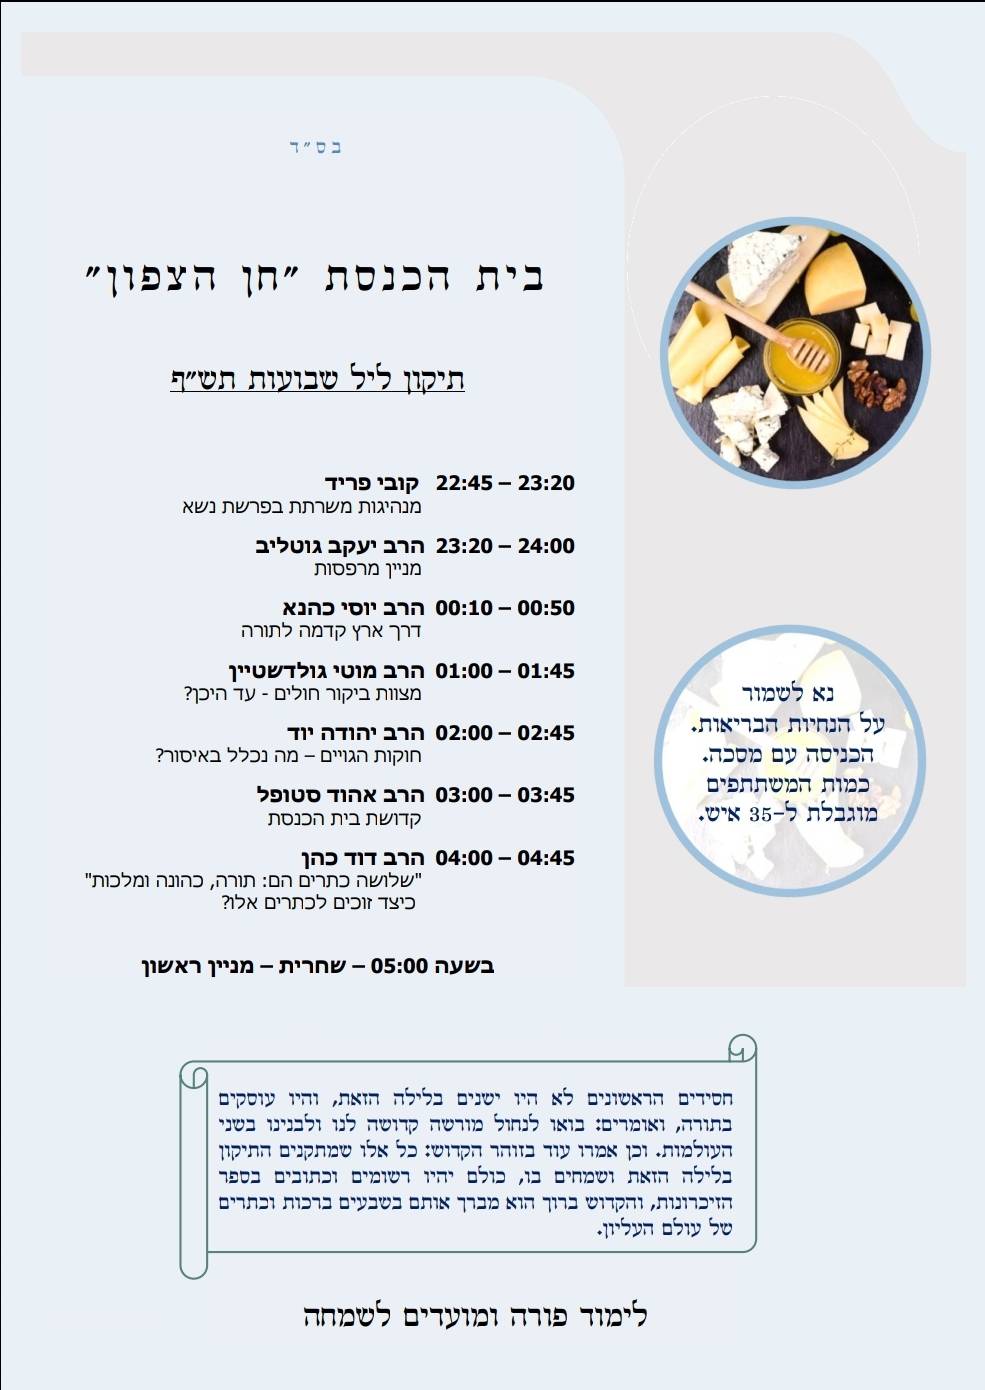 בס״ד
בית הכנסת ״חן הצפון״
תיקון ליל שבועות תש״ף
22:45 – 23:20 קובי פריד
מנהיגות משרתת בפרשת נשא
23:20 – 24:00 הרב יעקב גוטליב
מניין מרפסות
00:10 – 00:50 הרב יוסי כהנא
דרך ארץ קדמה לתורה
01:00 – 01:45 הרב מוטי גולדשטיין
מצוות ביקור חולים - עד היכן?
02:00 – 02:45 הרב יהודה יוד
חוקות הגויים – מה נכלל באיסור?
03:00 – 03:45 הרב אהוד סטופל
קדושת בית הכנסת
04:00 – 04:45 הרב דוד כהן
"שלושה כתרים הם: תורה, כהונה ומלכות"
כיצד זוכים לכתרים אלו?
בשעה 05:00 – שחרית – מניין ראשון
נא לשמור
על הנחיות הבריאות.
הכניסה עם מסכה.
כמות המשתתפים
מוגבלת ל-35 איש.
חסידים הראשונים לא היו ישנים בלילה הזאת, והיו עוסקים
בתורה, ואומרים: בואו לנחול מורשה קדושה לנו ולבנינו בשני
העולמות. וכן אמרו עוד בזוהר הקדוש: כל אלו שמתקנים התיקון
בלילה הזאת ושמחים בו, כולם יהיו רשומים וכתובים בספר
הזיכרונות, והקדוש ברוך הוא מברך אותם בשבעים ברכות וכתרים
של עולם העליון.
לימוד פורה ומועדים לשמחה